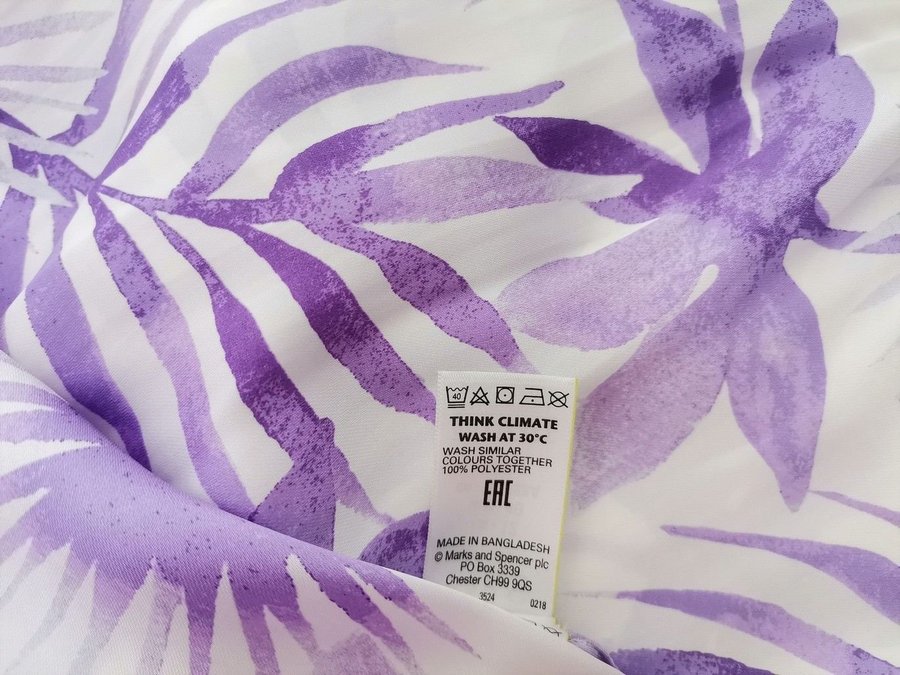 40
THINK CLIMATE
WASH AT 30°C
WASH SIMILAR
COLOURS TOGETHER
100% POLYESTER
EAC
MADE IN BANGLADESH
© Marks and Spencer plc
PO Box 3339
Chester CH99 9QS
3524 0218